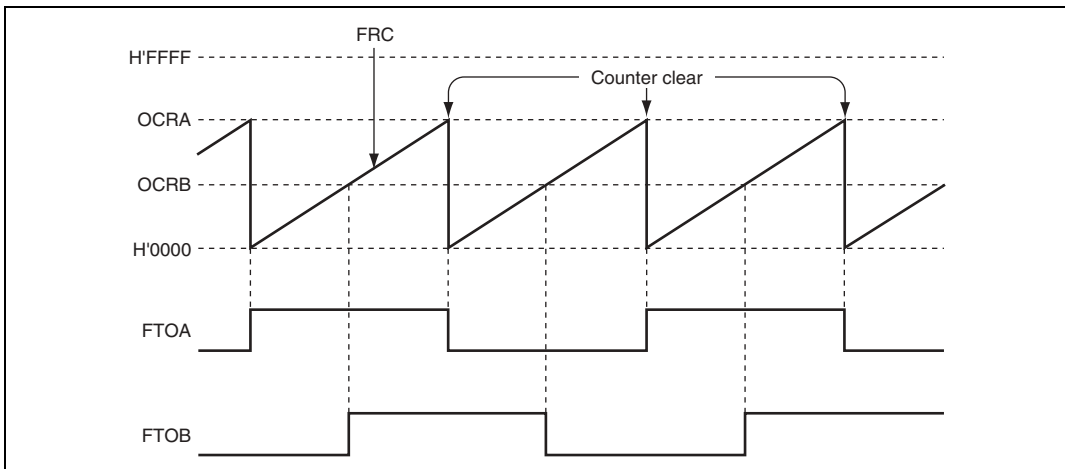 FRC
H'FFFF
Counter clear
OCRA
OCRB
H'0000
FTOA
FTOB